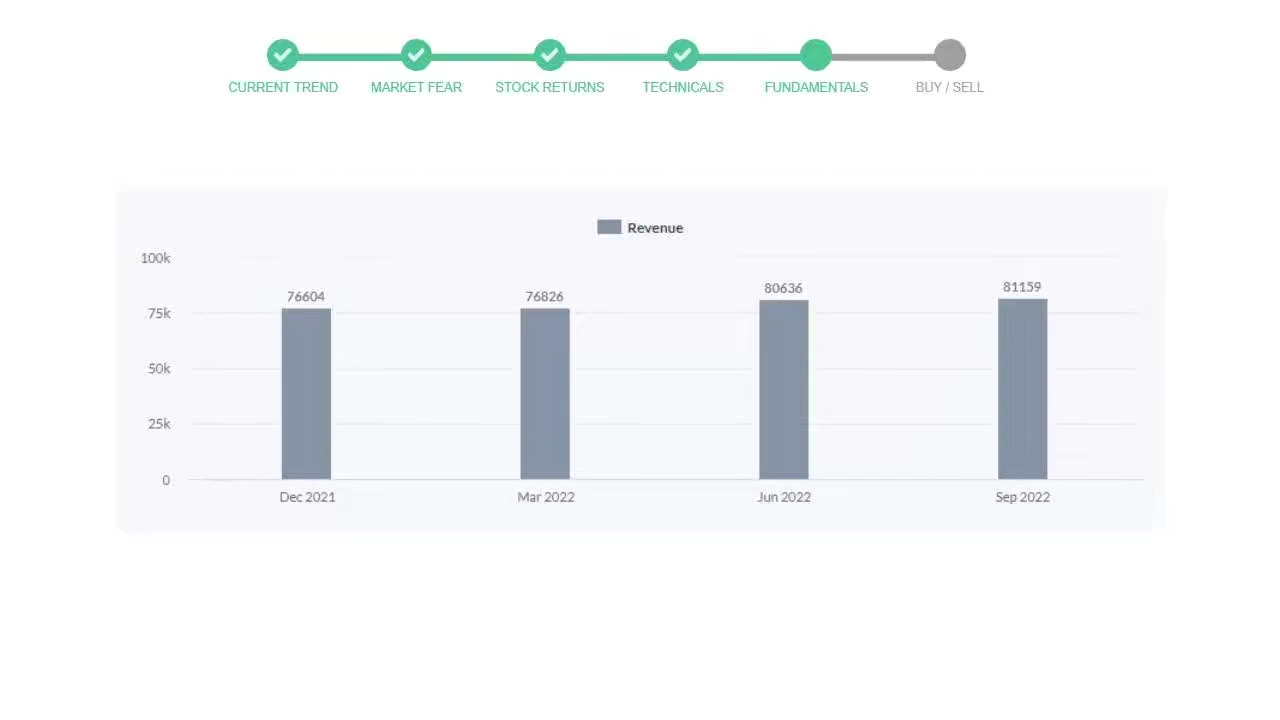 CURRENT TREND MARKET FEAR STOCK RETURNS TECHNICALS FUNDAMENTALS BUY / SELL
Revenue
100k
75k
50k
25k
0
76604 76826 80636 81159
Dec 2021 Mar 2022 Jun 2022 Sep 2022